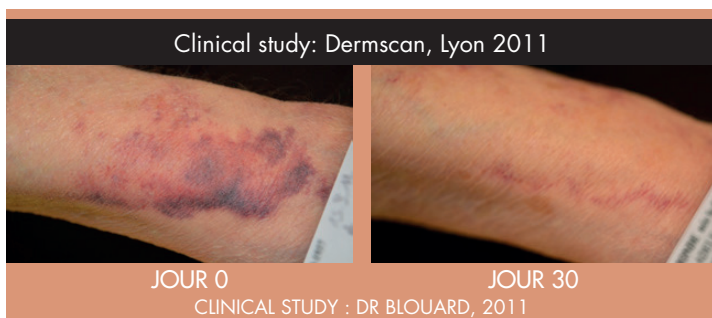 Clinical study: Dermscan, Lyon 2011
JOUR 0
JOUR 30
CLINICAL STUDY : DR BLOUARD, 2011